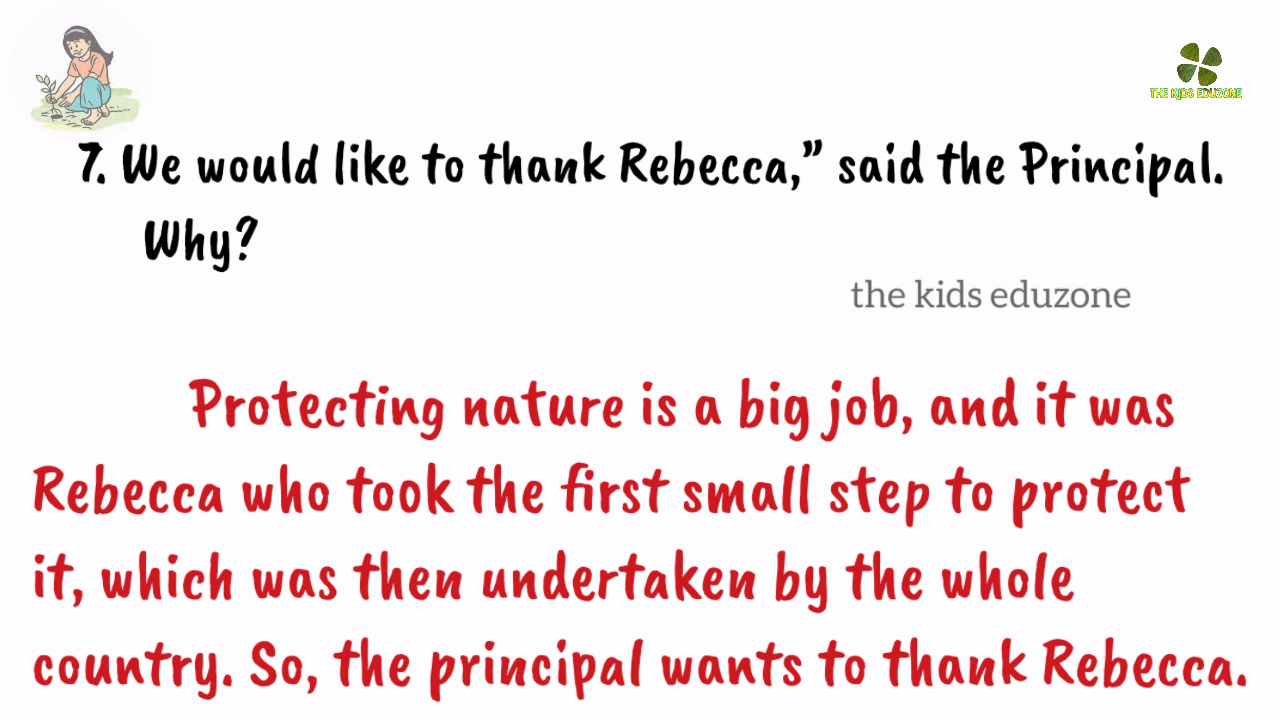 THE KIDS EDUZONE
7. We would like to thank Rebecca,” said the Principal.
Why?
the kids eduzone
Protecting nature is a big job, and it was
Rebecca who took the first small step to protect
it, which was then undertaken by the whole
country. So, the principal wants to thank Rebecca.